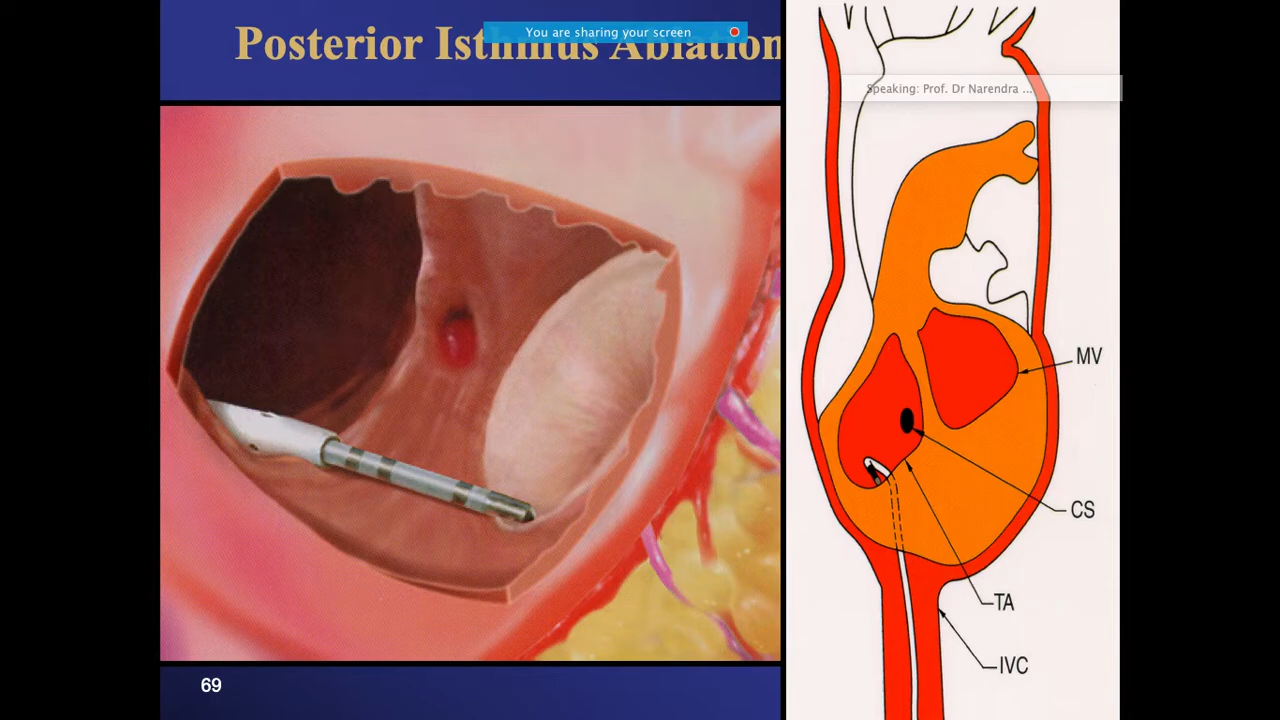 Posterior Isthmus Ablation
You are sharing your screen
Speaking: Prof. Dr Narendra ...
MV
CS
TA
IVC
69